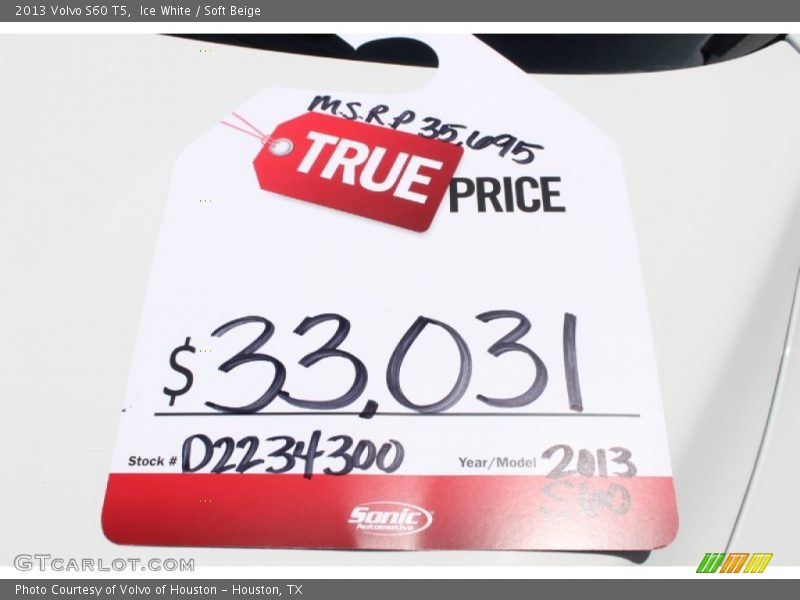 2013 Volvo S60 T5,  Ice White / Soft Beige
M.S.R.P 35,695
TRUE
PRICE
$33,031
Stock # D2234300 Year/Model 2013
S60
Sonic
Automotive
GTCARLOT.COM
Photo Courtesy of Volvo of Houston - Houston, TX